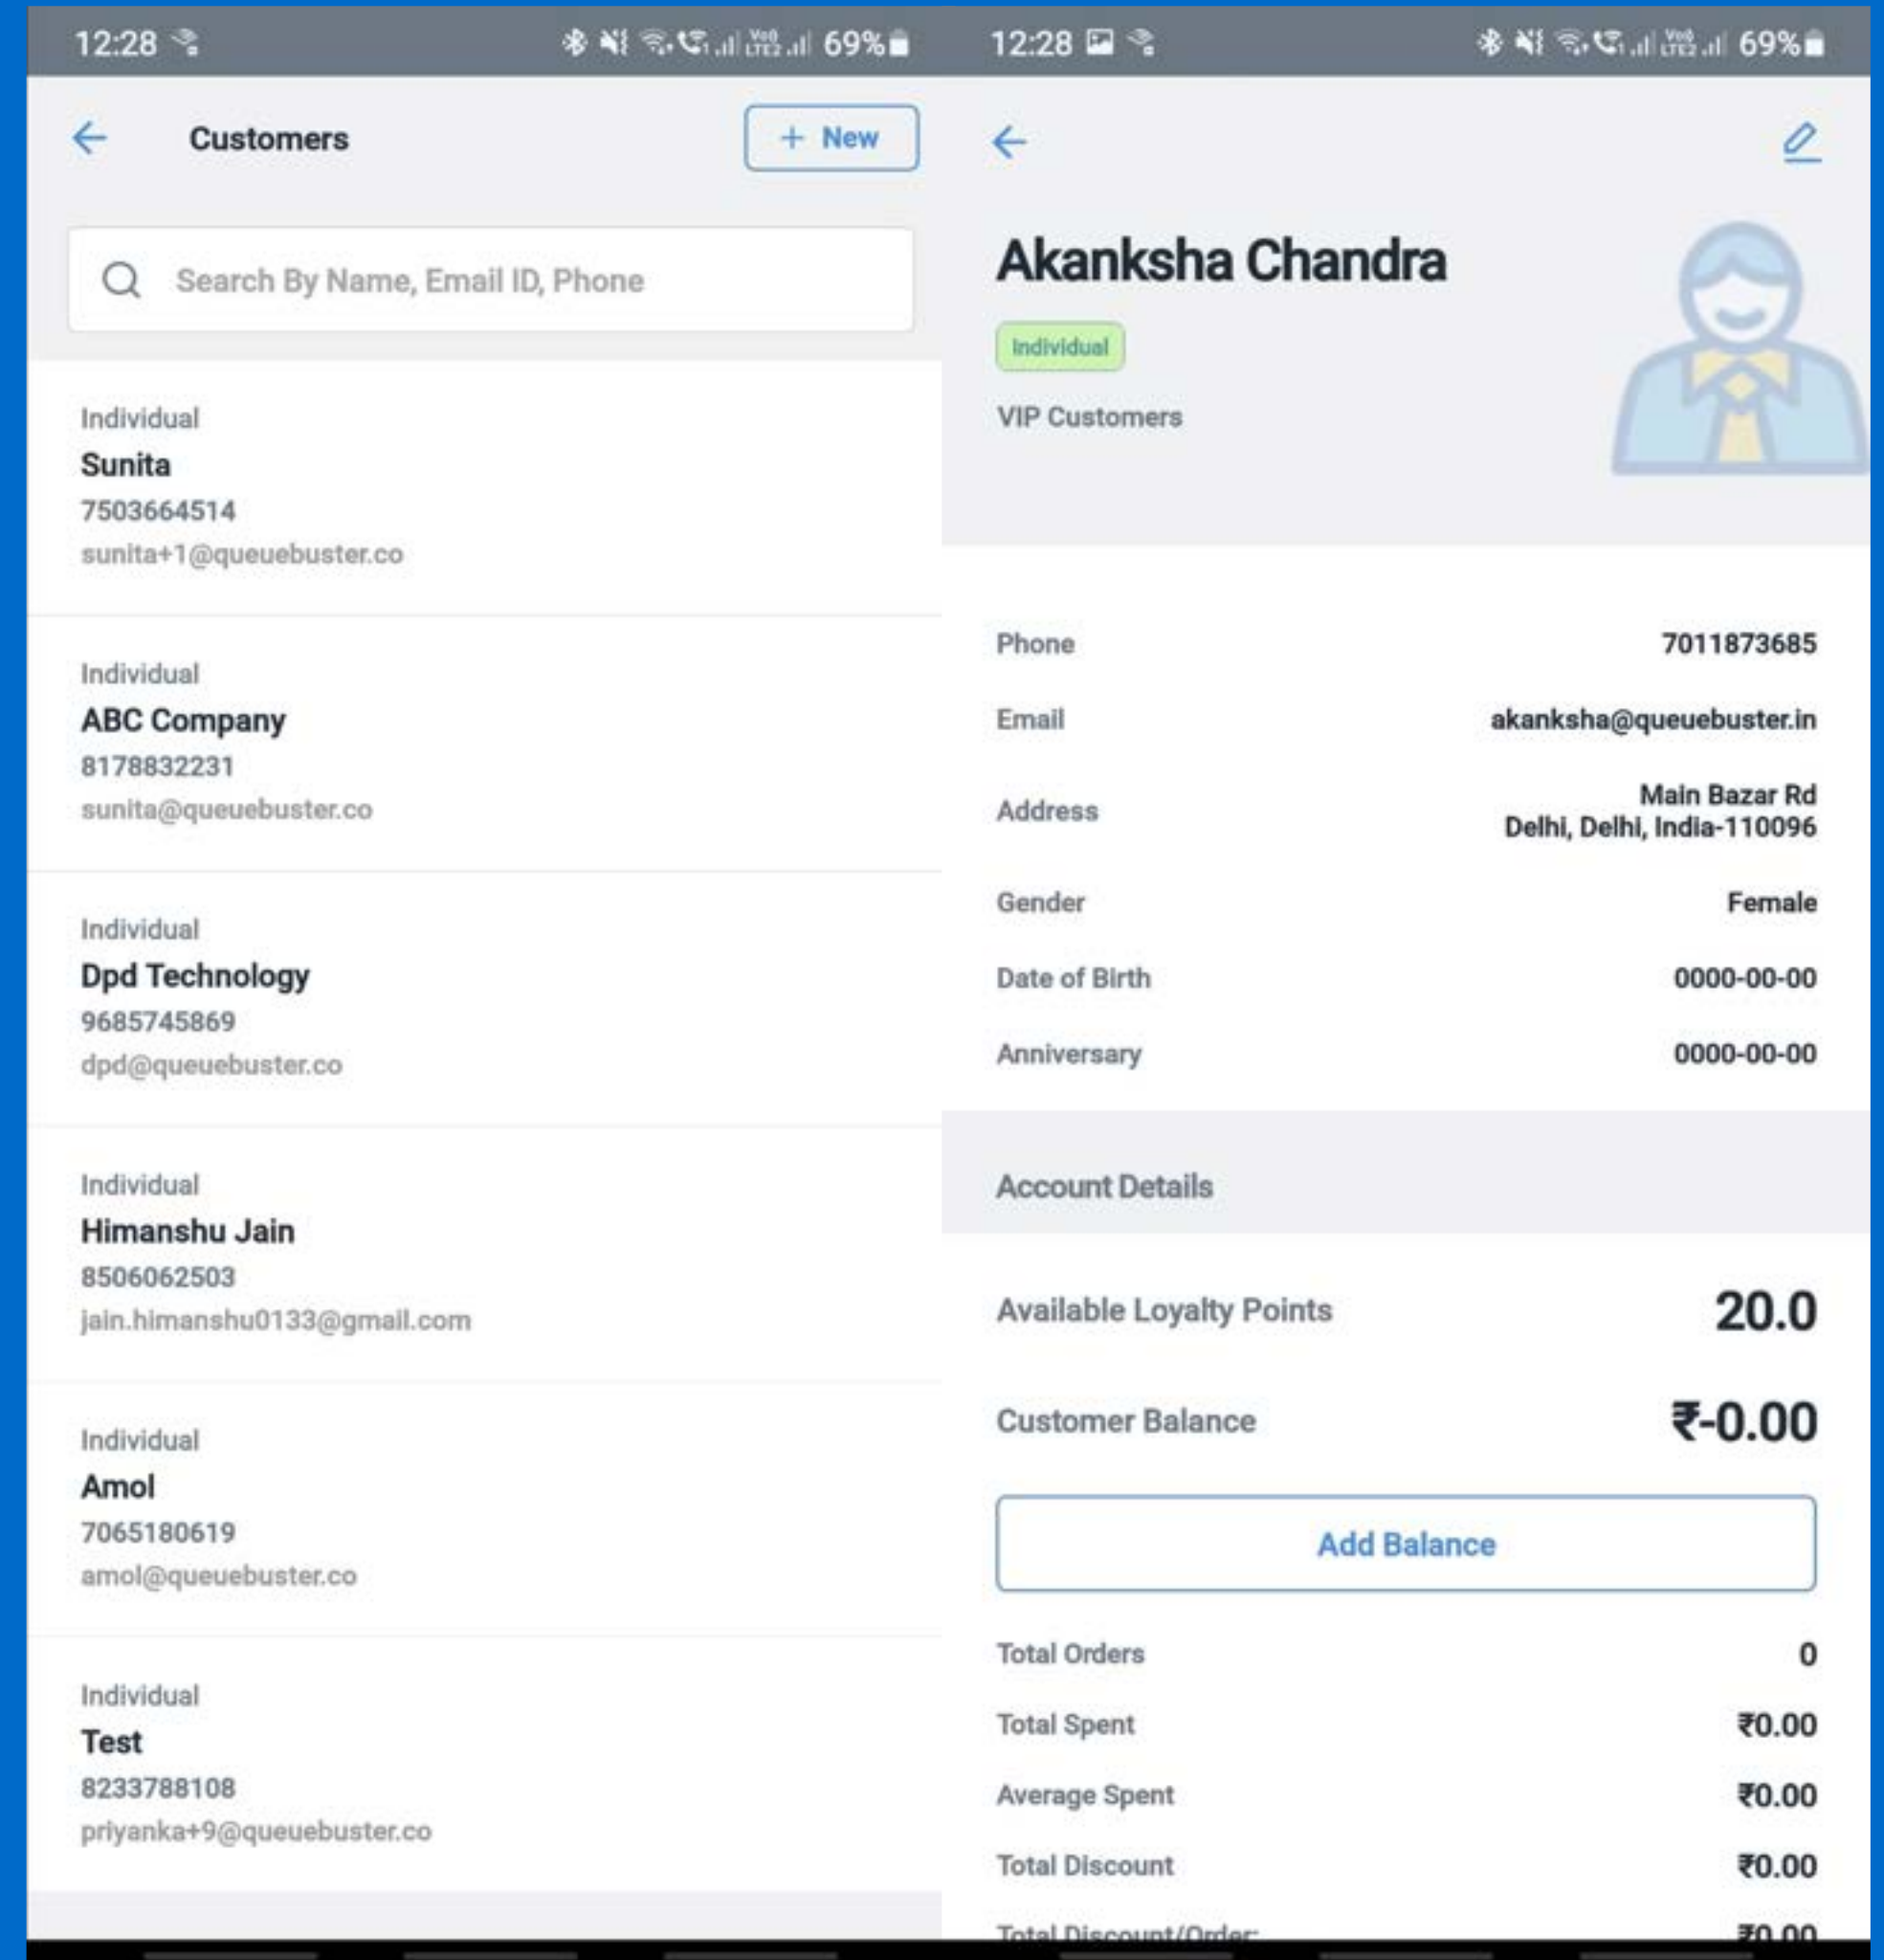 12:28
69%
Customers
+ New
Search By Name, Email ID, Phone
Individual
Sunita
7503664514
sunita+1@queuebuster.co
Individual
ABC Company
8178832231
sunita@queuebuster.co
Individual
Dpd Technology
9685745869
dpd@queuebuster.co
Individual
Himanshu Jain
8506062503
jain.himanshu0133@gmail.com
Individual
Amol
7065180619
amol@queuebuster.co
Individual
Test
8233788108
priyanka+9@queuebuster.co
12:28
69%
Akanksha Chandra
Individual
VIP Customers
Phone 7011873685
Email akanksha@queuebuster.in
Address Main Bazar Rd
Delhi, Delhi, India-110096
Gender Female
Date of Birth 0000-00-00
Anniversary 0000-00-00
Account Details
Available Loyalty Points 20.0
Customer Balance ₹-0.00
Add Balance
Total Orders 0
Total Spent ₹0.00
Average Spent ₹0.00
Total Discount ₹0.00
Total Discount/Order: ₹0.00